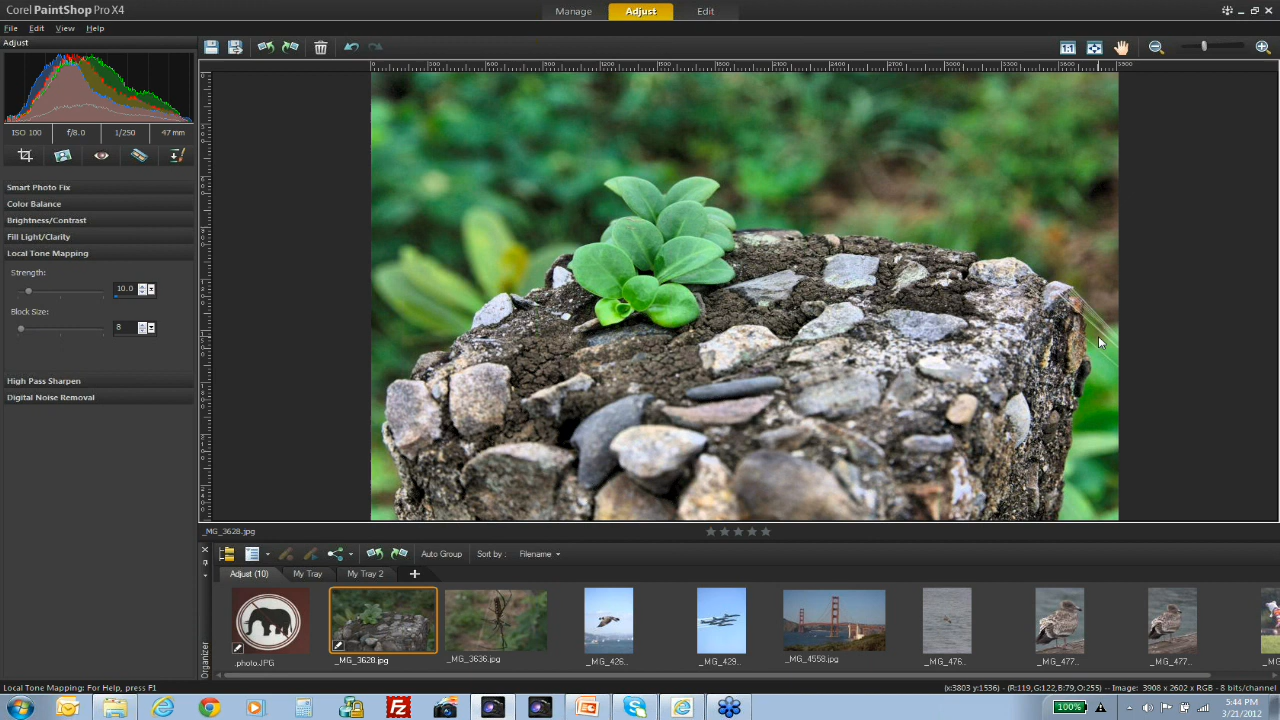 Corel PaintShop Pro X4
Manage
Adjust
Edit
File Edit View Help
Adjust
ISO 100 f/8.0 1/250 47 mm
Smart Photo Fix
Color Balance
Brightness/Contrast
Fill Light/Clarity
Local Tone Mapping
Strength:
10.0
Block Size:
8
High Pass Sharpen
Digital Noise Removal
1:1
_MG_3628.jpg
Auto Group
Sort by :
Filename
Adjust (10)
My Tray
My Tray 2
Organizer
photo.JPG
_MG_3628.jpg
_MG_3636.jpg
_MG_428...
_MG_429...
_MG_4558.jpg
_MG_476...
_MG_477...
_MG_477...
_MG_48...
Local Tone Mapping: For Help, press F1
(x:3803 y:1536) - (R:119,G:122,B:79,O:255) -- Image: 3908 x 2602 x RGB - 8 bits/channel
100%
5:44 PM
3/21/2012